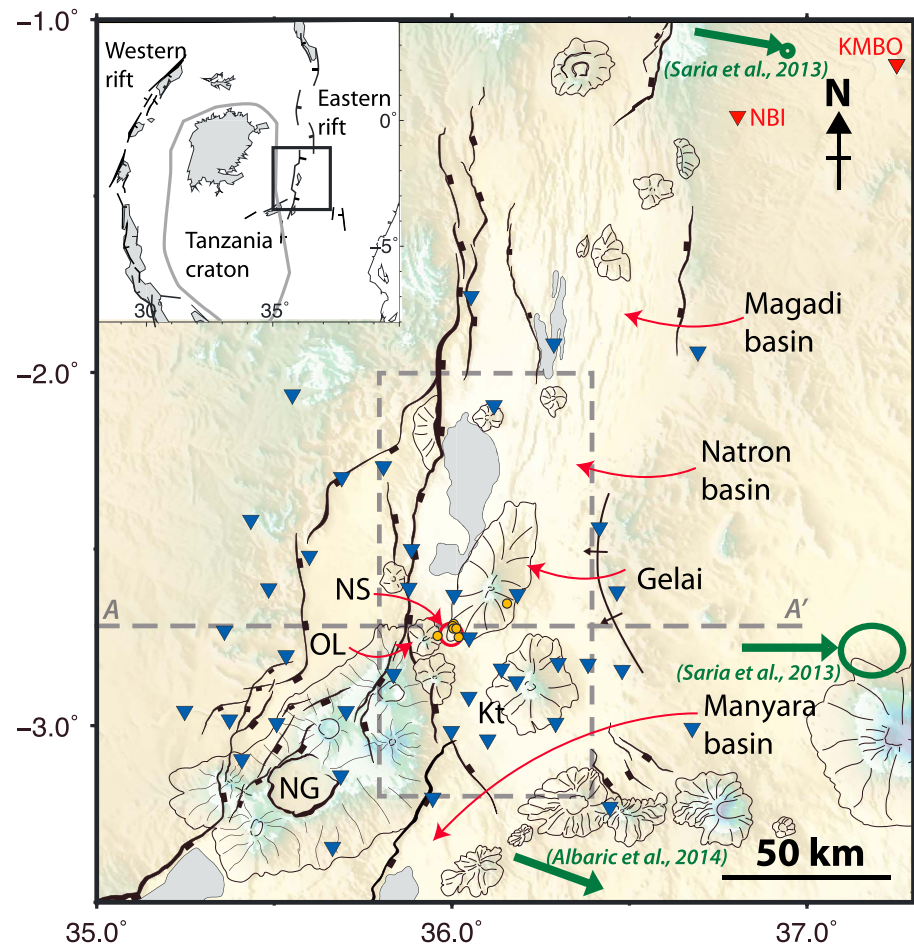 −1.0°
−2.0°
−3.0°
35.0°
36.0°
37.0°
Western
rift
Eastern
rift
0°
−5°
30°
35°
Tanzania
craton
(Saria et al., 2013)
KMBO
NBI
N
Magadi
basin
Natron
basin
Gelai
NS
A
A’
OL
(Saria et al., 2013)
Manyara
basin
Kt
NG
(Albaric et al., 2014)
50 km